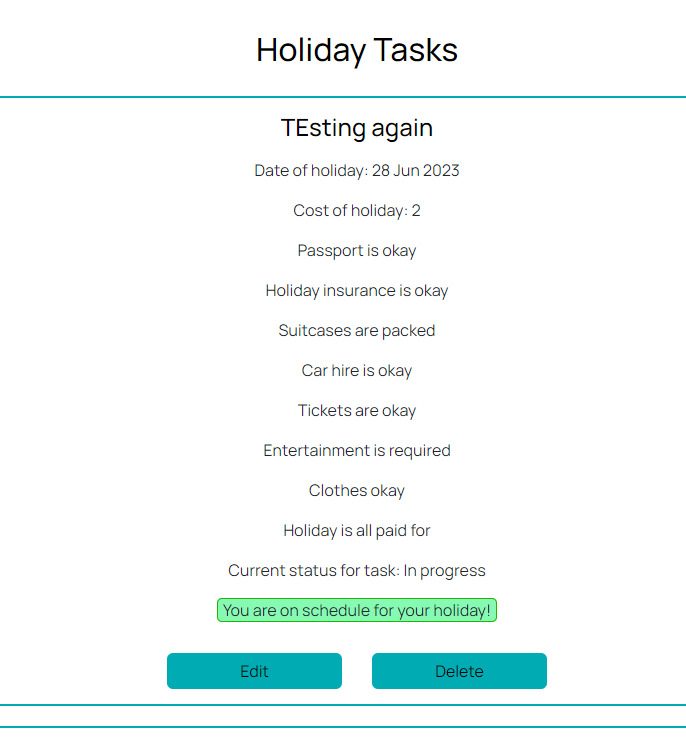 Holiday Tasks
TEsting again
Date of holiday: 28 Jun 2023
Cost of holiday: 2
Passport is okay
Holiday insurance is okay
Suitcases are packed
Car hire is okay
Tickets are okay
Entertainment is required
Clothes okay
Holiday is all paid for
Current status for task: In progress
You are on schedule for your holiday!
Edit
Delete